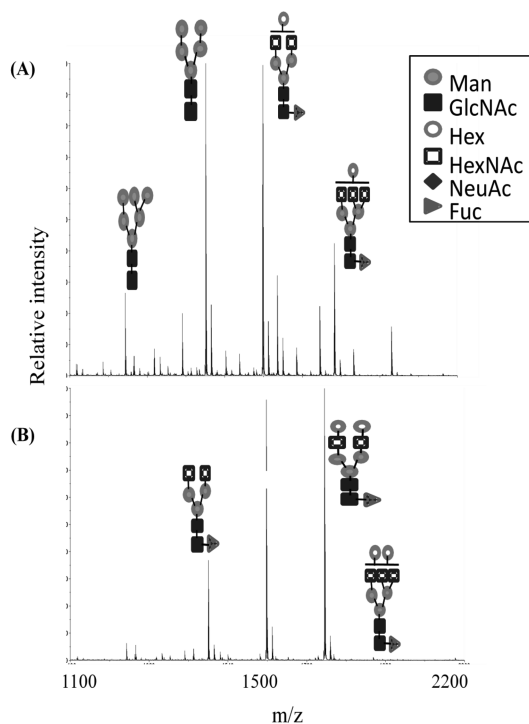 (A)
Man
GlcNAc
Hex
HexNAc
NeuAc
Fuc
Relative intensity
(B)
1100
1500
2200
m/z